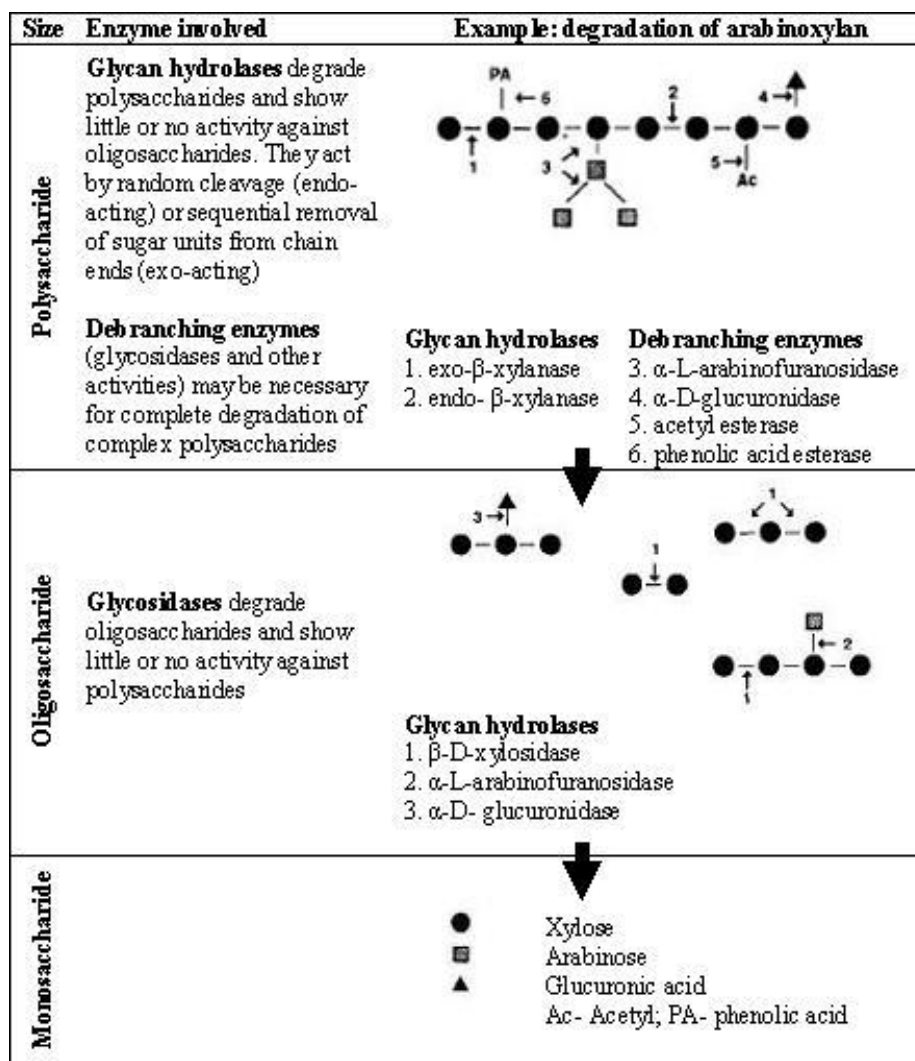 Size Enzyme involved Example: degradation of arabinoxylan
Polysaccharide
Glycan hydrolases degrade
polysaccharides and show
little or no activity against
oligosaccharides. They act
by random cleavage (endo-
acting) or sequential removal
of sugar units from chain
ends (exo-acting)
Debranching enzymes
(glycosidases and other
activities) may be necessary
for complete degradation of
complex polysaccharides
PA
6
2
4
1
3
5
Ac
Glycan hydrolases
1. exo-β-xylanase
2. endo- β-xylanase
Debranching enzymes
3. α-L-arabinofuranosidase
4. α-D-glucuronidase
5. acetyl esterase
6. phenolic acid esterase
Oligosaccharide
Glycosidases degrade
oligosaccharides and show
little or no activity against
polysaccharides
3
1
1
2
1
Glycan hydrolases
1. β-D-xylosidase
2. α-L-arabinofuranosidase
3. α-D- glucuronidase
Monosaccharide
Xylose
Arabinose
Glucuronic acid
Ac- Acetyl; PA- phenolic acid